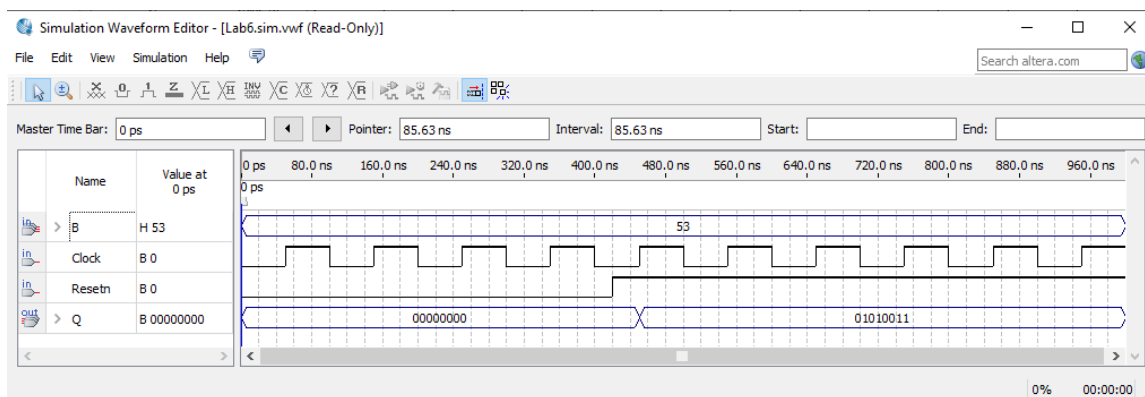 Simulation Waveform Editor - [Lab6.sim.vwf (Read-Only)]
File Edit View Simulation Help
Search altera.com
Master Time Bar: 0 ps Pointer: 85.63 ns Interval: 85.63 ns Start: End:
Name Value at 0 ps
0 ps 80.0 ns 160.0 ns 240.0 ns 320.0 ns 400.0 ns 480.0 ns 560.0 ns 640.0 ns 720.0 ns 800.0 ns 880.0 ns 960.0 ns
0 ps
B H 53 53
Clock B 0
Resetn B 0
Q B 00000000 00000000 01010011
0% 00:00:00